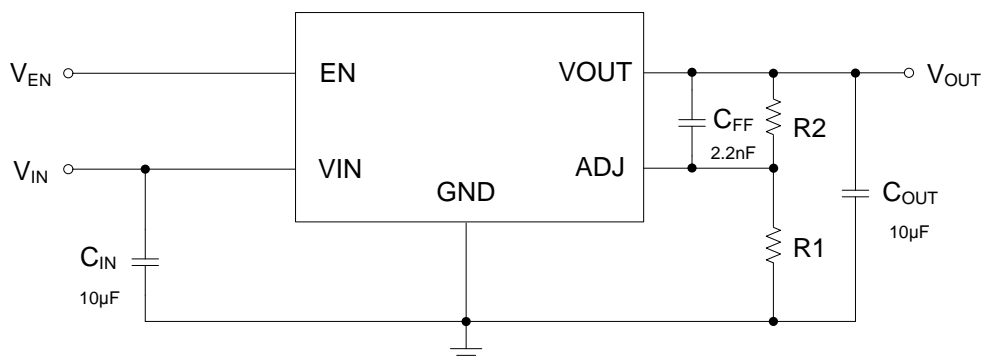 V_EN
EN
VOUT
V_OUT
C_FF
2.2nF
R2
V_IN
VIN
ADJ
GND
C_OUT
10µF
C_IN
10µF
R1